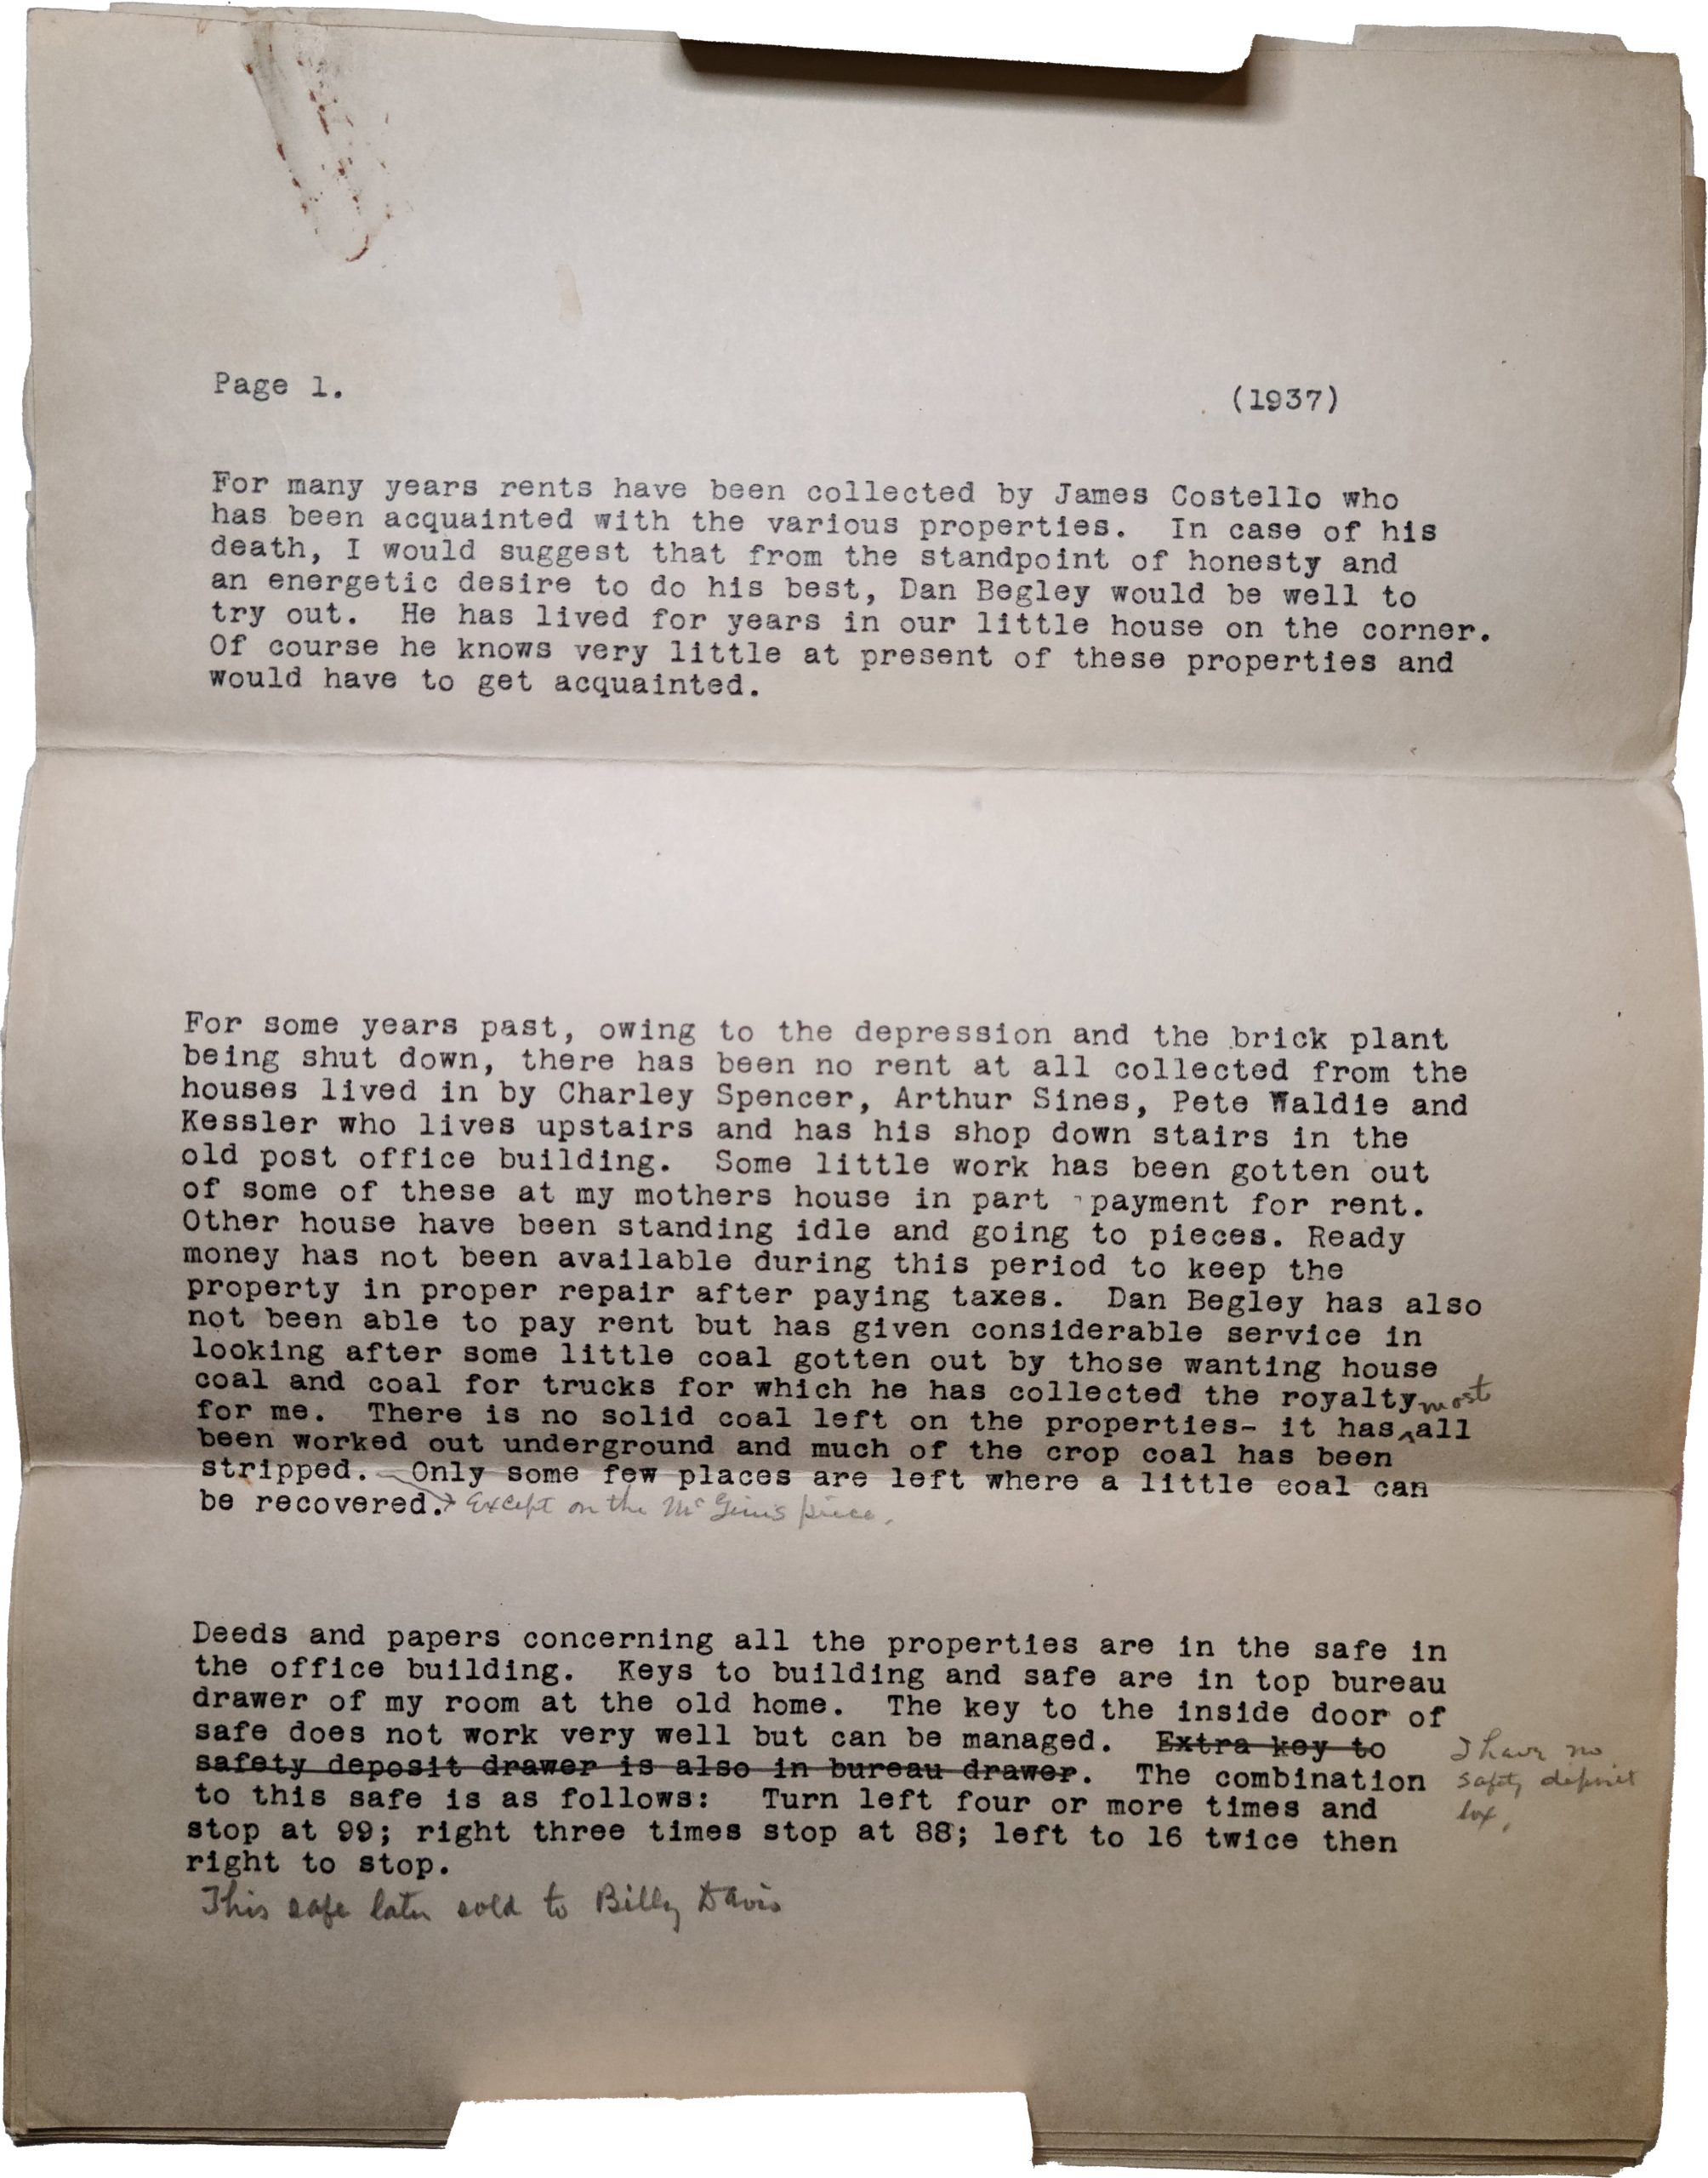 Page 1. (1937)
For many years rents have been collected by James Costello who
has been acquainted with the various properties. In case of his
death, I would suggest that from the standpoint of honesty and
an energetic desire to do his best, Dan Begley would be well to
try out. He has lived for years in our little house on the corner.
Of course he knows very little at present of these properties and
would have to get acquainted.
For some years past, owing to the depression and the brick plant
being shut down, there has been no rent at all collected from the
houses lived in by Charley Spencer, Arthur Sines, Pete Waldie and
Kessler who lives upstairs and has his shop down stairs in the
old post office building. Some little work has been gotten out
of some of these at my mothers house in part payment for rent.
Other house have been standing idle and going to pieces. Ready
money has not been available during this period to keep the
property in proper repair after paying taxes. Dan Begley has also
not been able to pay rent but has given considerable service in
looking after some little coal gotten out by those wanting house
coal and coal for trucks for which he has collected the royalty
most
for me. There is no solid coal left on the properties- it has all
been worked out underground and much of the crop coal has been
stripped. Only some few places are left where a little coal can
be recovered. Except on the McGinis piece.
Deeds and papers concerning all the properties are in the safe in
the office building. Keys to building and safe are in top bureau
drawer of my room at the old home. The key to the inside door of
safe does not work very well but can be managed. Extra key to
safety deposit drawer is also in bureau drawer. The combination
I have no
safety deposit
box.
to this safe is as follows: Turn left four or more times and
stop at 99; right three times stop at 88; left to 16 twice then
right to stop.
This safe later sold to Billy Davis